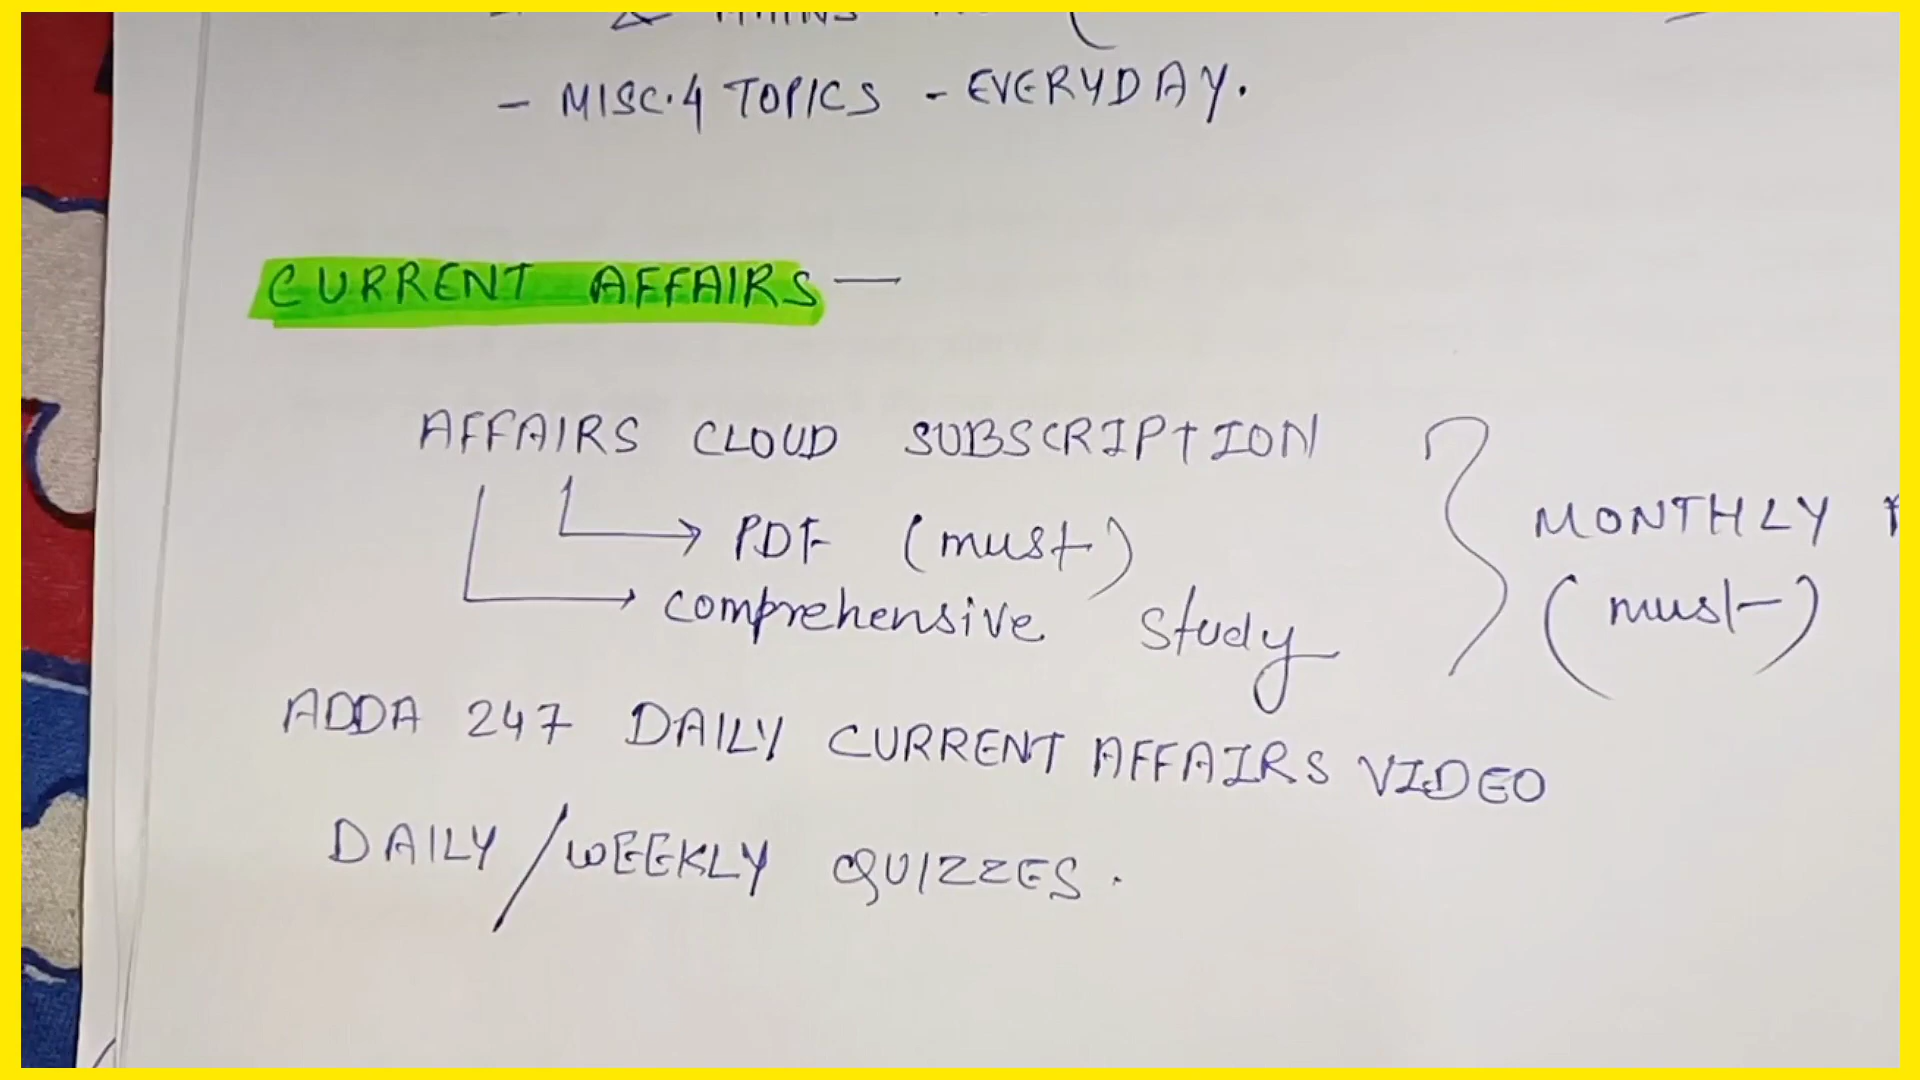 - MISC. 4 TOPICS - EVERYDAY.
CURRENT AFFAIRS —
AFFAIRS CLOUD SUBSCRIPTION
→ PDF (must)
→ comprehensive study
MONTHLY
(must)
ADDA 247 DAILY CURRENT AFFAIRS VIDEO
DAILY / WEEKLY QUIZZES.